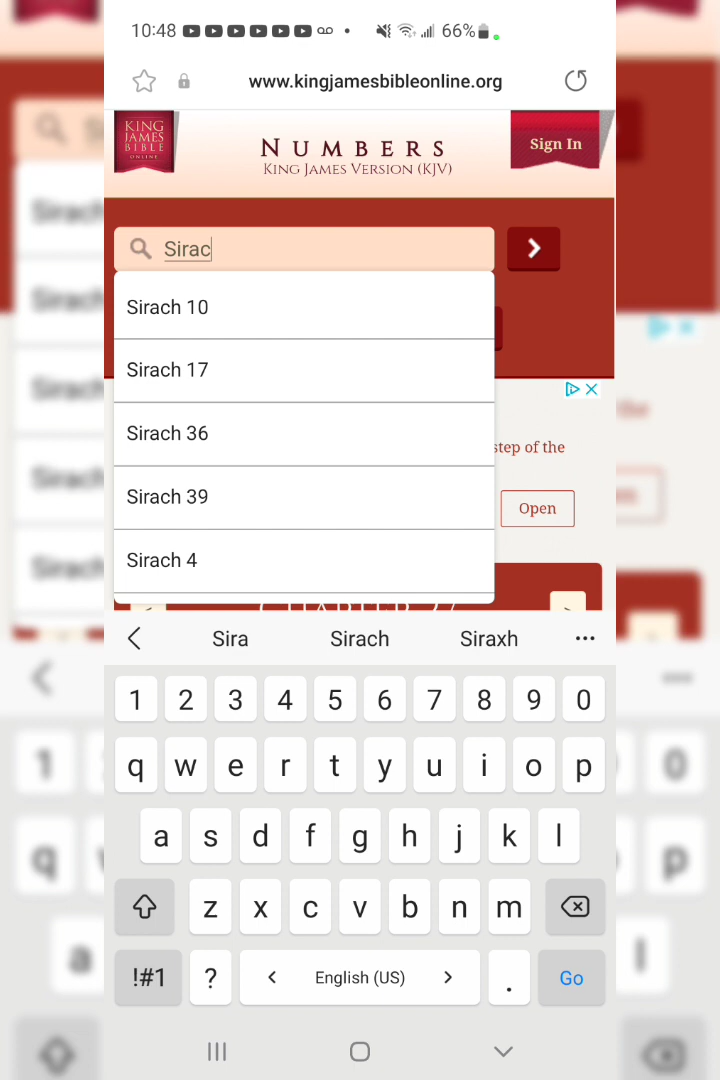 10:48 66%
www.kingjamesbibleonline.org
KING
JAMES
BIBLE
ONLINE
NUMBERS
KING JAMES VERSION (KJV)
Sign In
Sirac
Sirach 10
Sirach 17
Sirach 36
Sirach 39
Sirach 4
step of the
Open
Sira Sirach Siraxh ...
1 2 3 4 5 6 7 8 9 0
q w e r t y u i o p
a s d f g h j k l
z x c v b n m
!#1 ? < English (US) > . Go